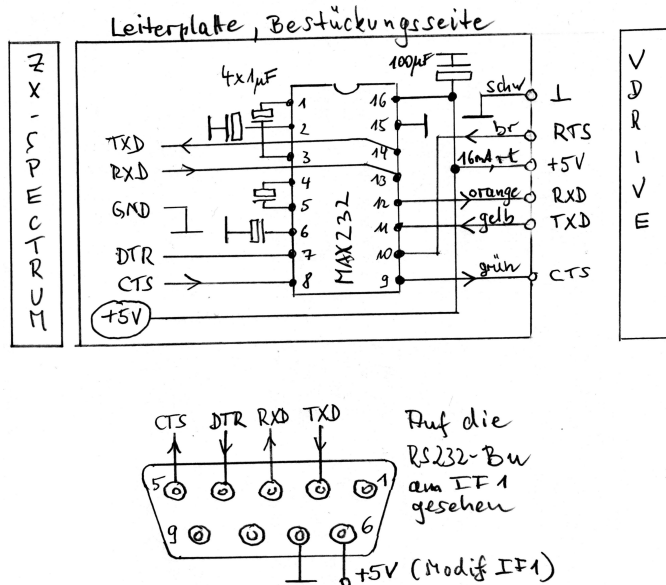 Leiterplatte, Bestückungsseite
ZX-SPECTRUM
VDRIVE
4x1µF
100µF
1
2
3
4
5
6
7
8
16
15
14
13
12
11
10
9
MAX232
TXD
RXD
GND
DTR
CTS
+5V
schw
br
RTS
16mA, rt
+5V
orange
RXD
gelb
TXD
grün
CTS
CTS DTR RXD TXD
5
1
9
6
Auf die
RS232-Bu
am IF1
gesehen
+5V (Modif IF1)